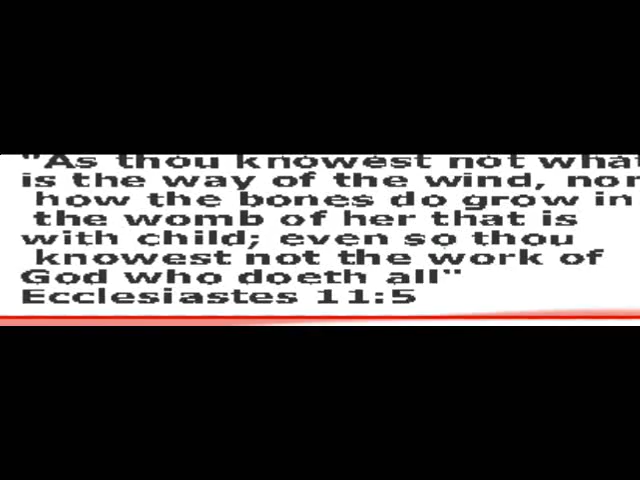 "As thou knowest not what
is the way of the wind, nor
how the bones do grow in
the womb of her that is
with child; even so thou
knowest not the work of
God who doeth all"
Ecclesiastes 11:5